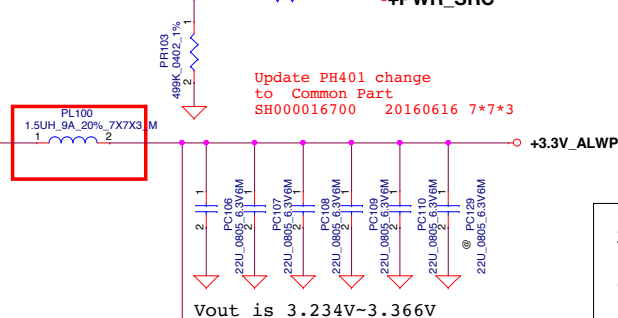 +PWR_SRC
1
PR103
499K_0402_1%
2
Update PH401 change
to Common Part
SH000016700 20160616 7*7*3
PL100
1.5UH_9A_20%_7X7X3_M
1 2
+3.3V_ALWP
1 1 1 1 1 1
2 2 2 2 2 2
PC106
22U_0805_6.3V6M
PC107
22U_0805_6.3V6M
PC108
22U_0805_6.3V6M
PC109
22U_0805_6.3V6M
PC110
22U_0805_6.3V6M
@ PC129
22U_0805_6.3V6M
Vout is 3.234V~3.366V